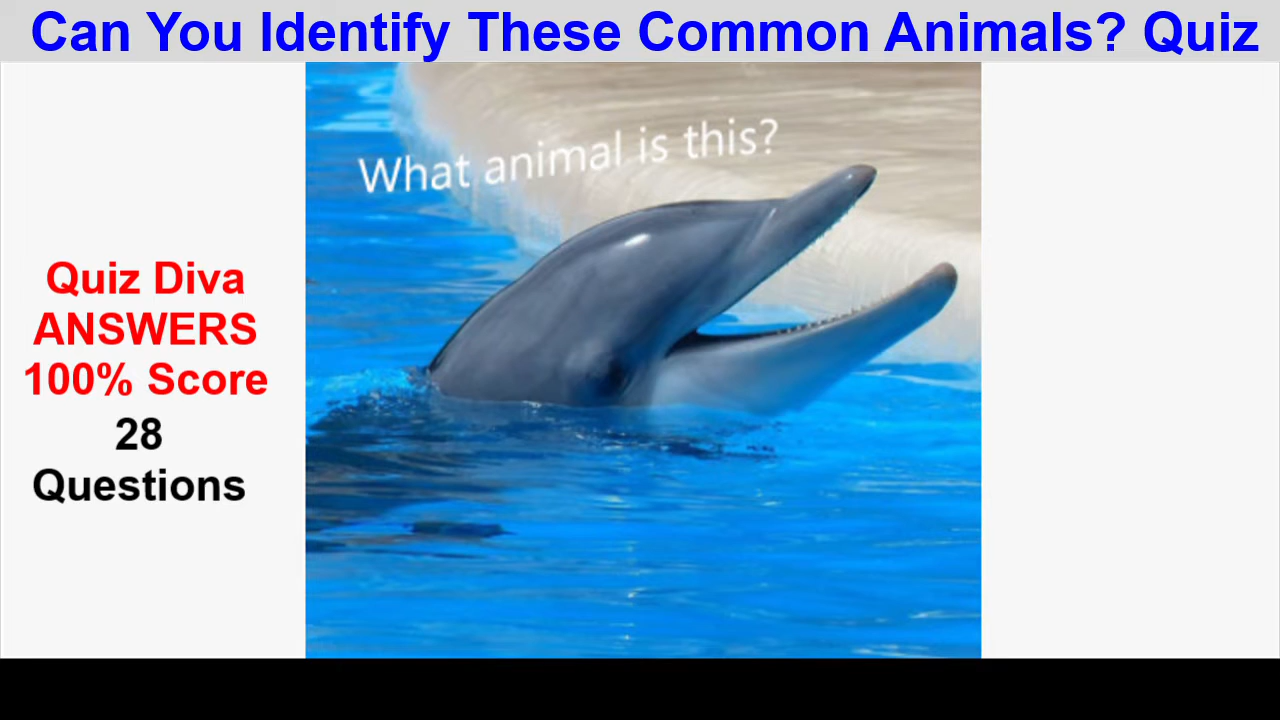 Can You Identify These Common Animals? Quiz
What animal is this?
Quiz Diva
ANSWERS
100% Score
28
Questions